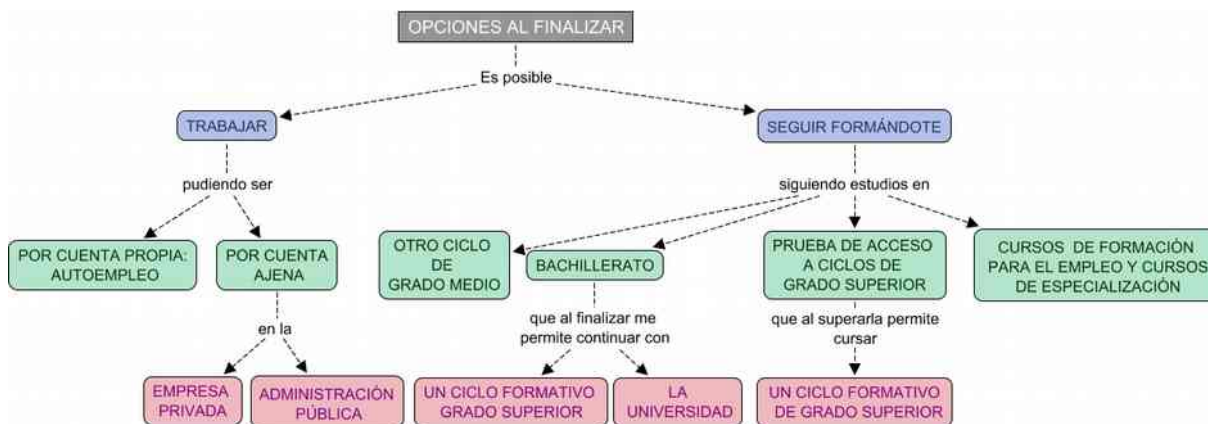 OPCIONES AL FINALIZAR
Es posible
TRABAJAR
SEGUIR FORMÁNDOTE
pudiendo ser
siguiendo estudios en
POR CUENTA PROPIA:
AUTOEMPLEO
POR CUENTA
AJENA
OTRO CICLO
DE
GRADO MEDIO
BACHILLERATO
PRUEBA DE ACCESO
A CICLOS DE
GRADO SUPERIOR
CURSOS DE FORMACIÓN
PARA EL EMPLEO Y CURSOS
DE ESPECIALIZACIÓN
en la
que al finalizar me
permite continuar con
que al superarla permite
cursar
EMPRESA
PRIVADA
ADMINISTRACIÓN
PÚBLICA
UN CICLO FORMATIVO
GRADO SUPERIOR
LA
UNIVERSIDAD
UN CICLO FORMATIVO
DE GRADO SUPERIOR